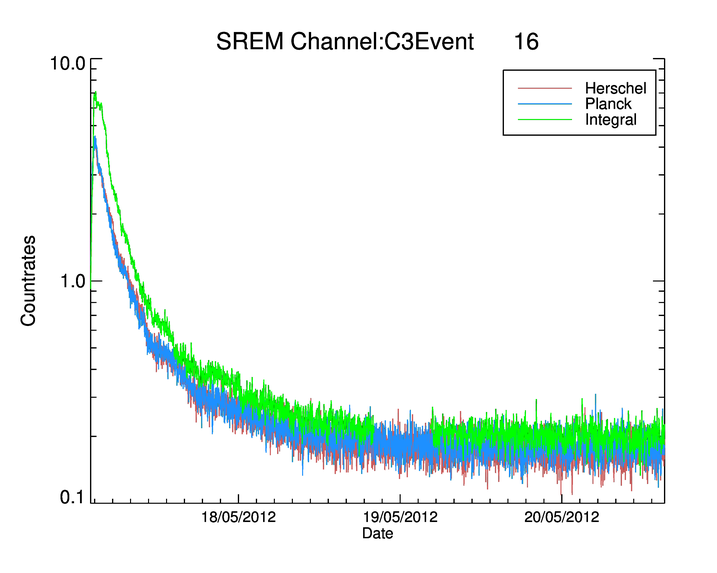 SREM Channel:C3Event 16
10.0
Herschel
Planck
Integral
1.0
Countrates
0.1
18/05/2012 19/05/2012 20/05/2012
Date